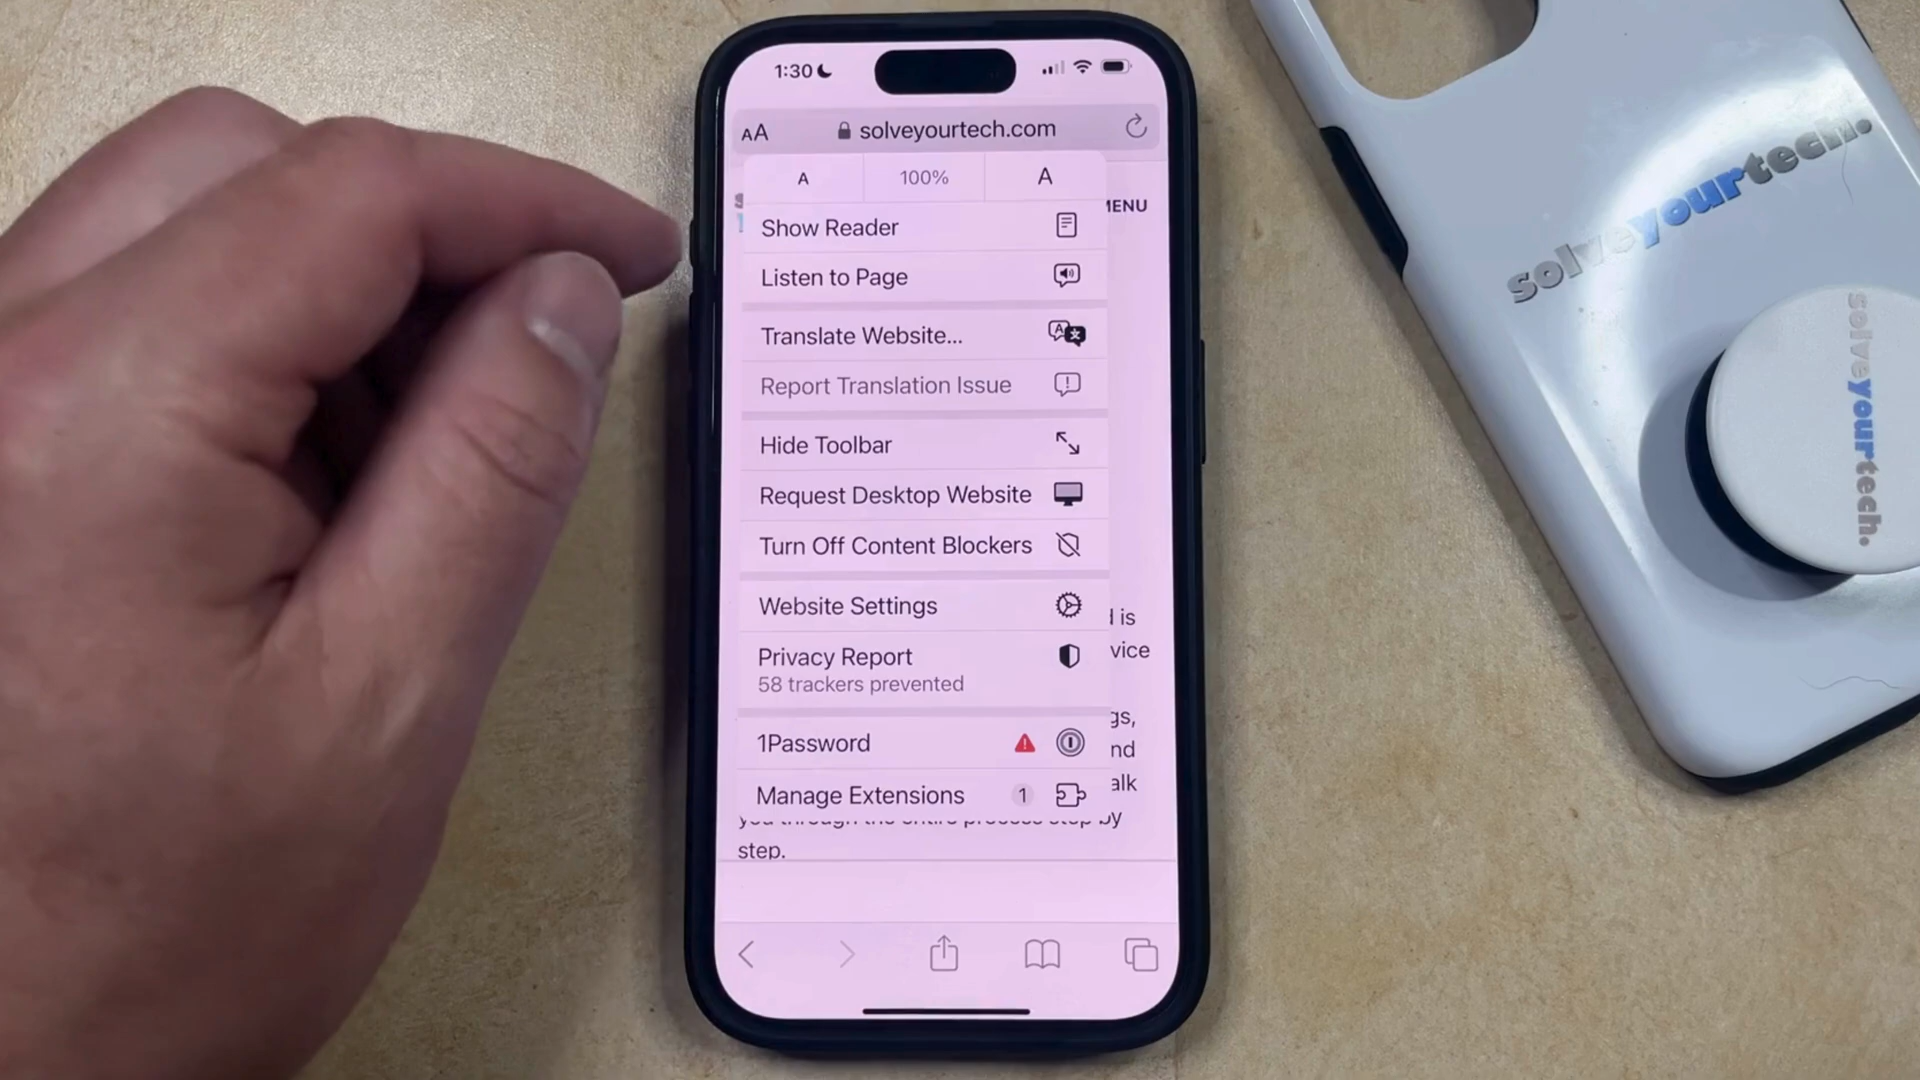 1:30
AA solveyourtech.com
A 100% A
MENU
Show Reader
Listen to Page
Translate Website...
Report Translation Issue
Hide Toolbar
Request Desktop Website
Turn Off Content Blockers
Website Settings
is
Privacy Report
vice
58 trackers prevented
gs,
1Password
nd
alk
Manage Extensions 1
you through the entire process step by
step.
solveyourtech.
solveyourtech.